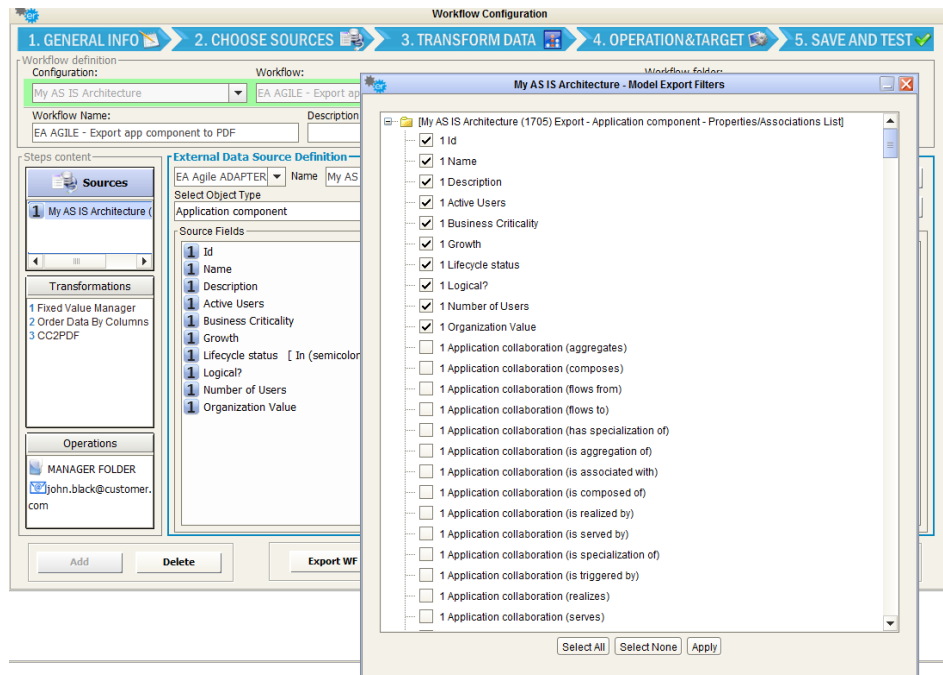 Workflow Configuration
1. GENERAL INFO
2. CHOOSE SOURCES
3. TRANSFORM DATA
4. OPERATION&TARGET
5. SAVE AND TEST
Workflow definition
Configuration:
Workflow:
Workflow folder:
My AS IS Architecture
EA AGILE - Export ap
Workflow Name:
Description
EA AGILE - Export app component to PDF
Steps content
Sources
1 My AS IS Architecture (
Transformations
1 Fixed Value Manager
2 Order Data By Columns
3 CC2PDF
Operations
MANAGER FOLDER
john.black@customer.
com
External Data Source Definition
EA Agile ADAPTER
Name
My AS
Select Object Type
Application component
Source Fields
1 Id
1 Name
1 Description
1 Active Users
1 Business Criticality
1 Growth
1 Lifecycle status [ In (semicolor
1 Logical?
1 Number of Users
1 Organization Value
Add
Delete
Export WF
My AS IS Architecture - Model Export Filters
[My AS IS Architecture (1705) Export - Application component - Properties/Associations List]
1 Id
1 Name
1 Description
1 Active Users
1 Business Criticality
1 Growth
1 Lifecycle status
1 Logical?
1 Number of Users
1 Organization Value
1 Application collaboration (aggregates)
1 Application collaboration (composes)
1 Application collaboration (flows from)
1 Application collaboration (flows to)
1 Application collaboration (has specialization of)
1 Application collaboration (is aggregation of)
1 Application collaboration (is associated with)
1 Application collaboration (is composed of)
1 Application collaboration (is realized by)
1 Application collaboration (is served by)
1 Application collaboration (is specialization of)
1 Application collaboration (is triggered by)
1 Application collaboration (realizes)
1 Application collaboration (serves)
Select All
Select None
Apply